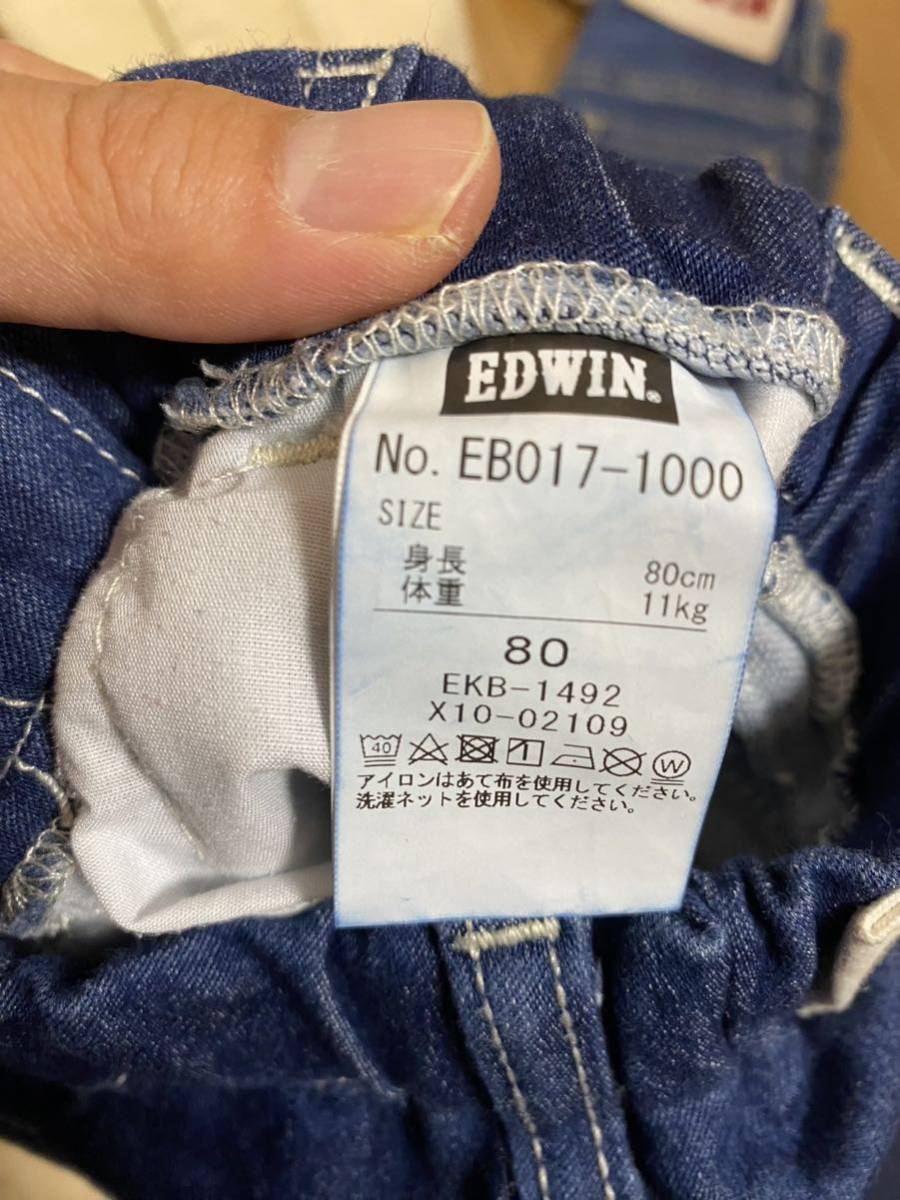 EDWIN®
No. EB017-1000
SIZE
身長 80cm
体重 11kg
80
EKB-1492
X10-02109
40 W
アイロンはあて布を使用してください。
洗濯ネットを使用してください。